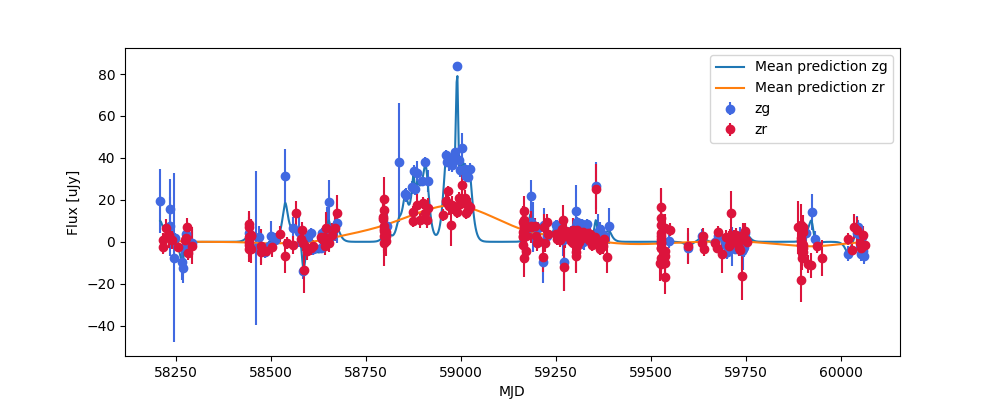 Mean prediction zg
Mean prediction zr
zg
zr
80
60
40
20
0
−20
−40
Flux [uJy]
58250
58500
58750
59000
59250
59500
59750
60000
MJD